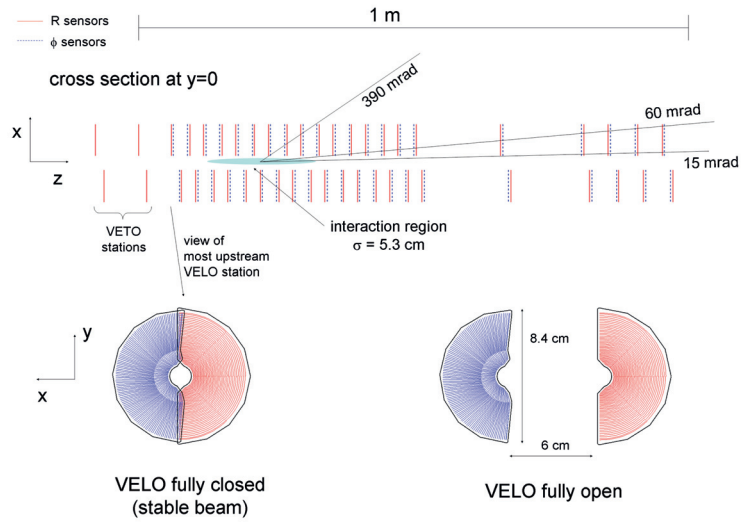 R sensors
ϕ sensors
1 m
cross section at y=0
390 mrad
60 mrad
15 mrad
x
z
VETO
stations
interaction region
σ = 5.3 cm
view of
most upstream
VELO station
y
x
8.4 cm
6 cm
VELO fully closed
(stable beam)
VELO fully open